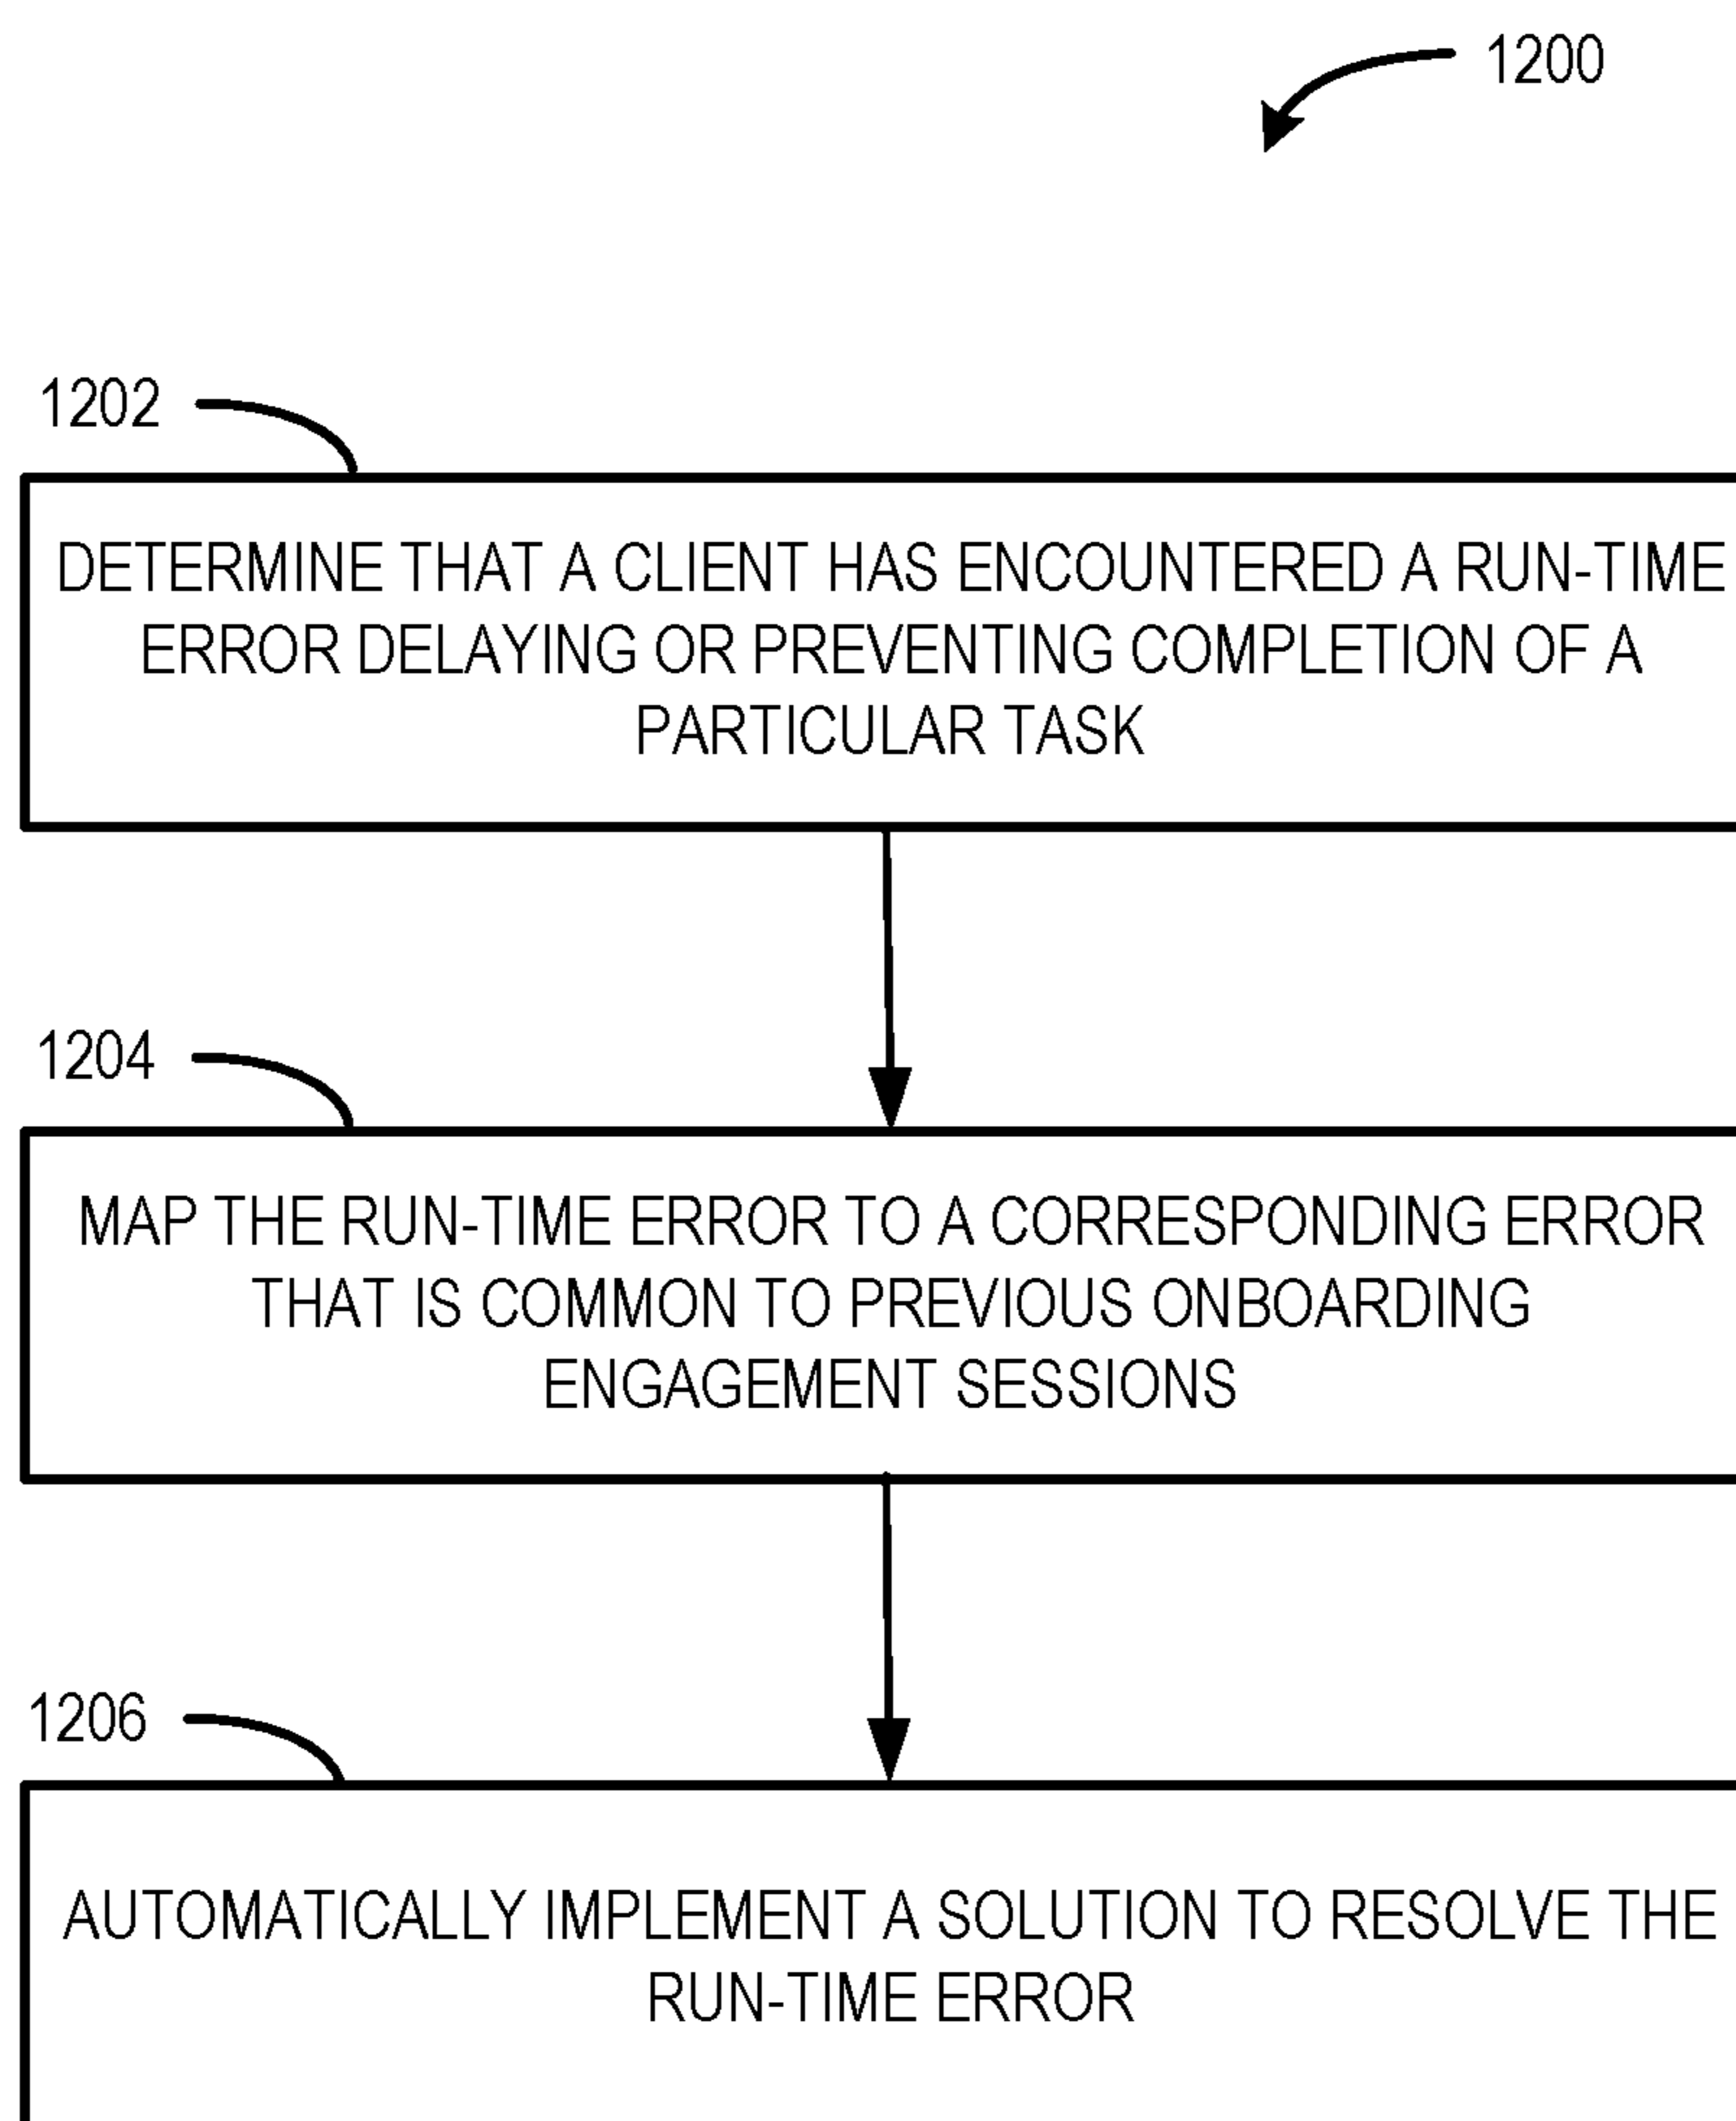 1200
1202
DETERMINE THAT A CLIENT HAS ENCOUNTERED A RUN-TIME
ERROR DELAYING OR PREVENTING COMPLETION OF A
PARTICULAR TASK
1204
MAP THE RUN-TIME ERROR TO A CORRESPONDING ERROR
THAT IS COMMON TO PREVIOUS ONBOARDING
ENGAGEMENT SESSIONS
1206
AUTOMATICALLY IMPLEMENT A SOLUTION TO RESOLVE THE
RUN-TIME ERROR